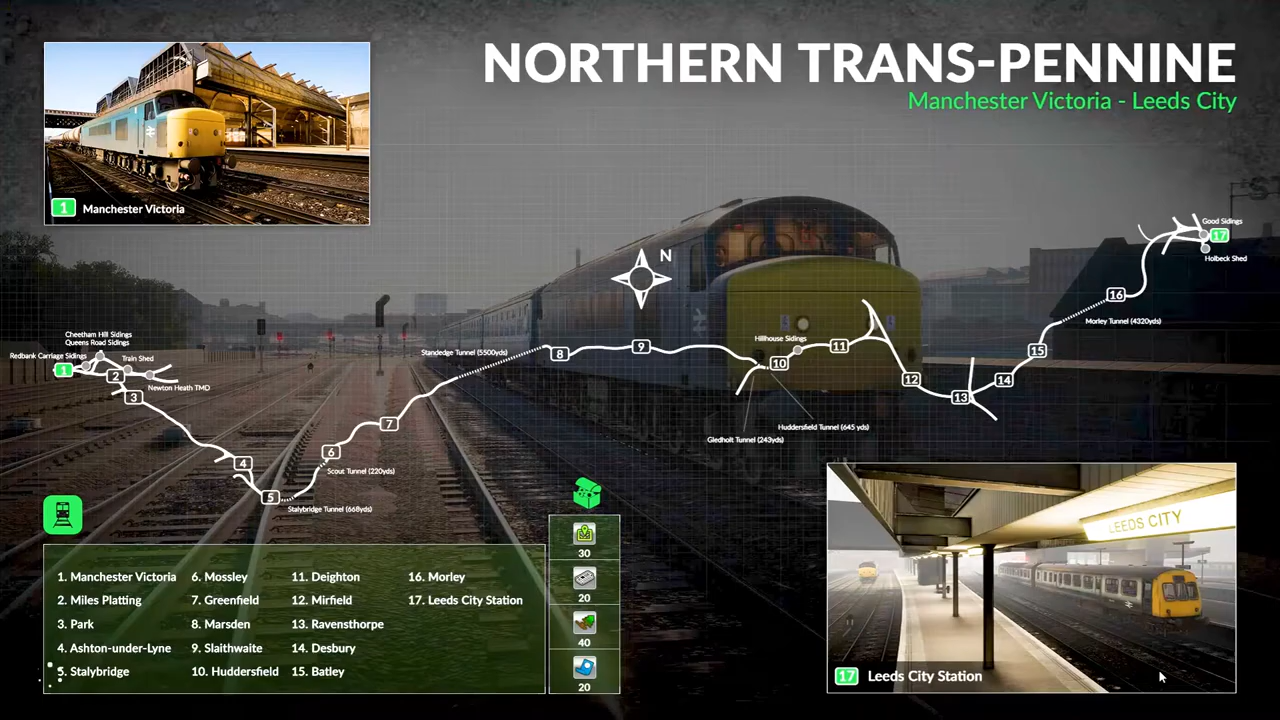 NORTHERN TRANS-PENNINE
Manchester Victoria - Leeds City
1 Manchester Victoria
N
Good Sidings
17
Holbeck Shed
16
Morley Tunnel (4320yds)
Cheetham Hill Sidings
Queens Road Sidings
Redbank Carriage Sidings
Train Shed
1
2
Newton Heath TMD
3
Standedge Tunnel (5500yds)
8
9
Hillhouse Sidings
10
11
12
13
14
15
7
Gledholt Tunnel (243yds)
Huddersfield Tunnel (645 yds)
6
Scout Tunnel (220yds)
4
5
Stalybridge Tunnel (668yds)
1. Manchester Victoria
2. Miles Platting
3. Park
4. Ashton-under-Lyne
5. Stalybridge
6. Mossley
7. Greenfield
8. Marsden
9. Slaithwaite
10. Huddersfield
11. Deighton
12. Mirfield
13. Ravensthorpe
14. Desbury
15. Batley
16. Morley
17. Leeds City Station
30
20
40
20
LEEDS CITY
17 Leeds City Station